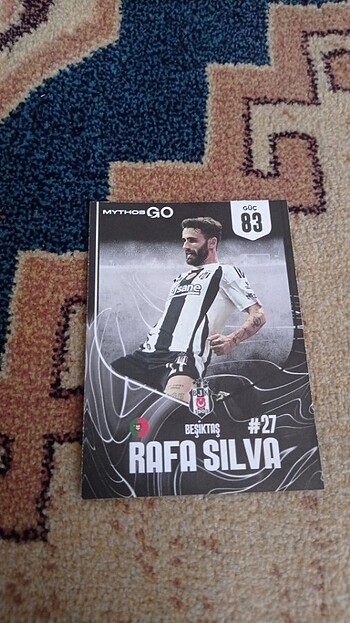 MYTHOS GO
GÜÇ
83
BEŞİKTAŞ
#27
RAFA SILVA